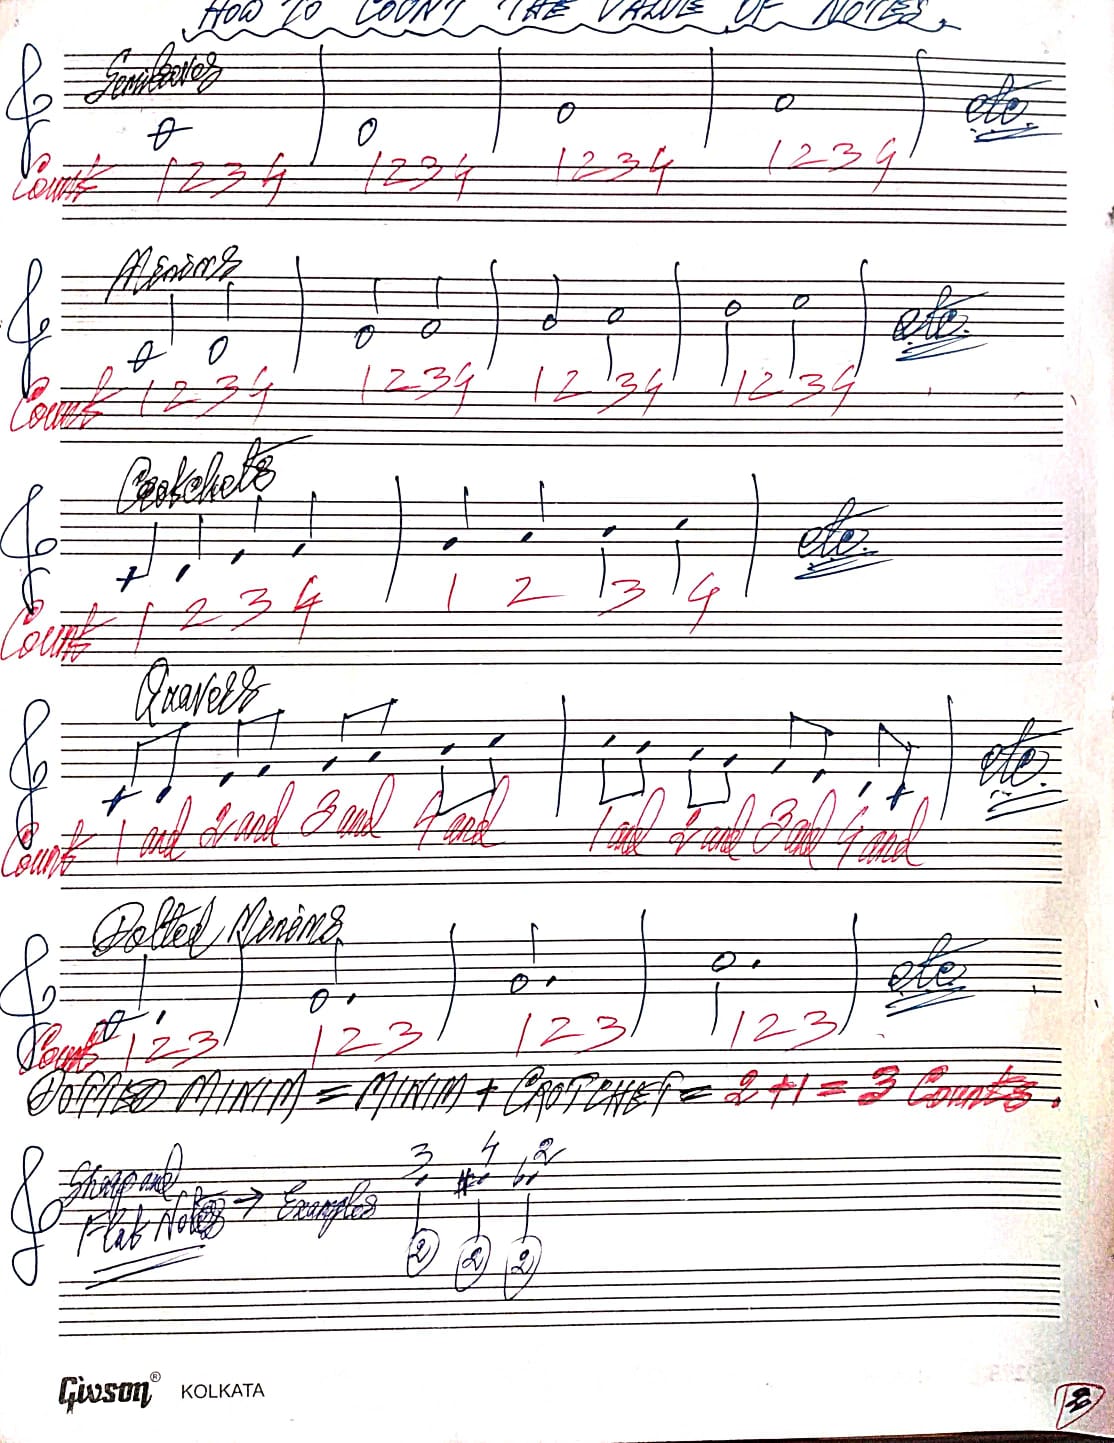 HOW TO COUNT THE VALUE OF NOTES.
Semibreves
etc.
Count 1 2 3 4 1 2 3 4 1 2 3 4 1 2 3 4
Minims
etc.
Count 1 2 3 4 1 2 3 4 1 2 3 4 1 2 3 4
Crotchets
etc.
1 2 3 4
Count 1 2 3 4
Quavers
etc.
Count 1 and 2 and 3 and 4 and 1 and 2 and 3 and 4 and
Dotted Minims
etc.
Count 1 2 3 1 2 3 1 2 3 1 2 3
DOTTED MINIM = MINIM + CROTCHET = 2 + 1 = 3 Counts.
3 #4 b2
Sharp and
Flat Notes → Examples
2 2 2
Givson® KOLKATA